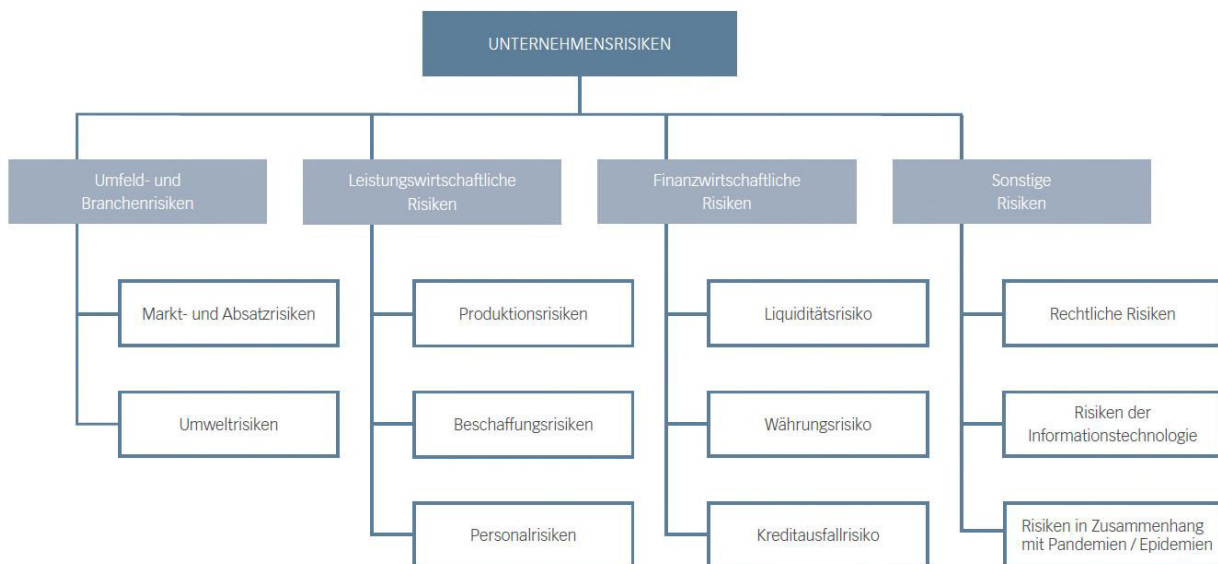 UNTERNEHMENSRISIKEN
Umfeld- und
Branchenrisiken
Leistungswirtschaftliche
Risiken
Finanzwirtschaftliche
Risiken
Sonstige
Risiken
Markt- und Absatzrisiken
Produktionsrisiken
Liquiditätsrisiko
Rechtliche Risiken
Umweltrisiken
Beschaffungsrisiken
Währungsrisiko
Risiken der
Informationstechnologie
Personalrisiken
Kreditausfallrisiko
Risiken in Zusammenhang
mit Pandemien / Epidemien